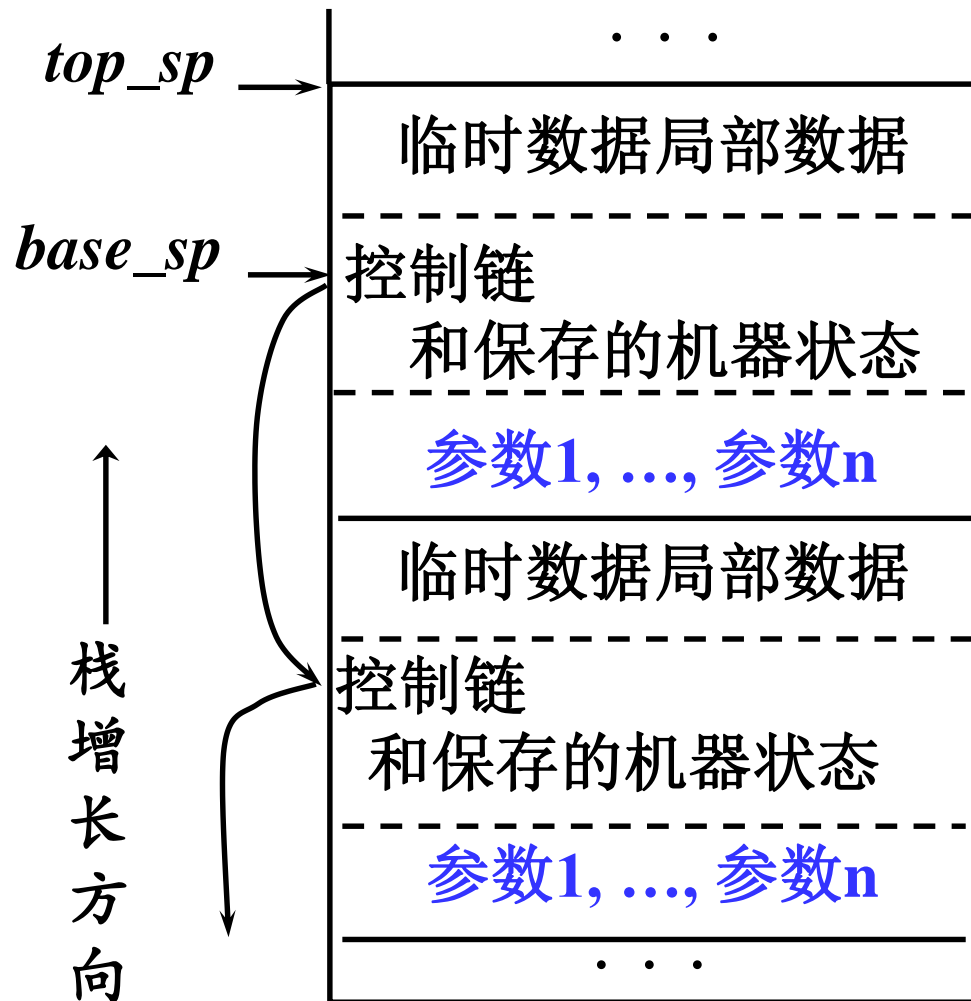 · · ·
top_sp
临时数据局部数据
base_sp
控制链
和保存的机器状态
参数1, …, 参数n
临时数据局部数据
控制链
和保存的机器状态
参数1, …, 参数n
· · ·
栈增长方向